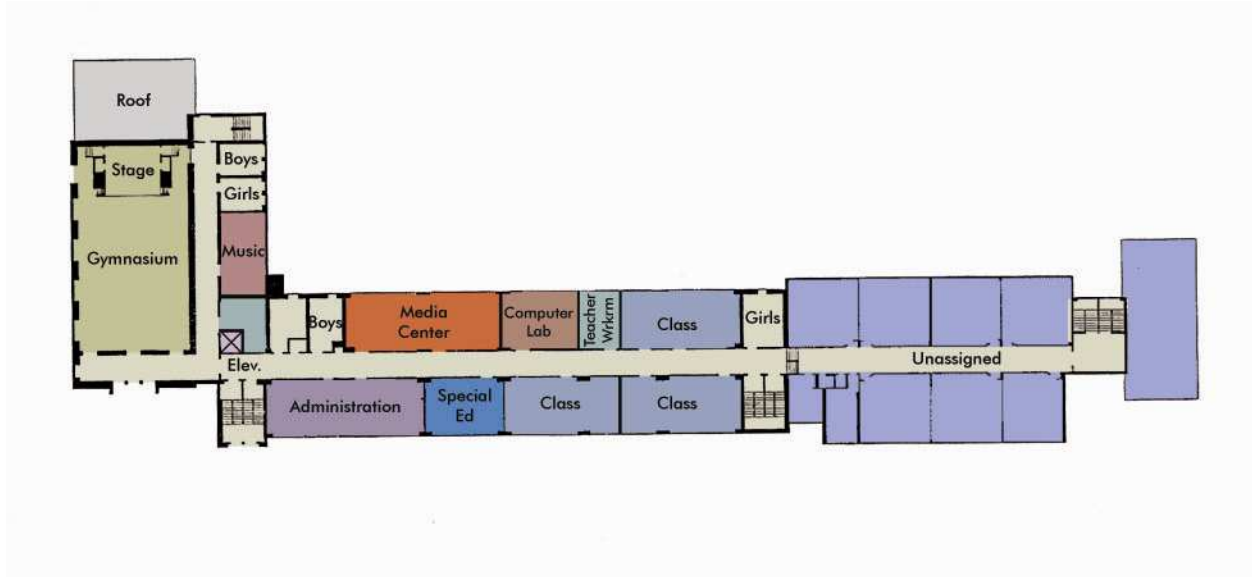 Roof
Stage
Boys
Girls
Gymnasium
Music
Boys
Media
Center
Computer
Lab
Teacher
Wrkrm
Class
Girls
Elev.
Unassigned
Administration
Special
Ed
Class
Class